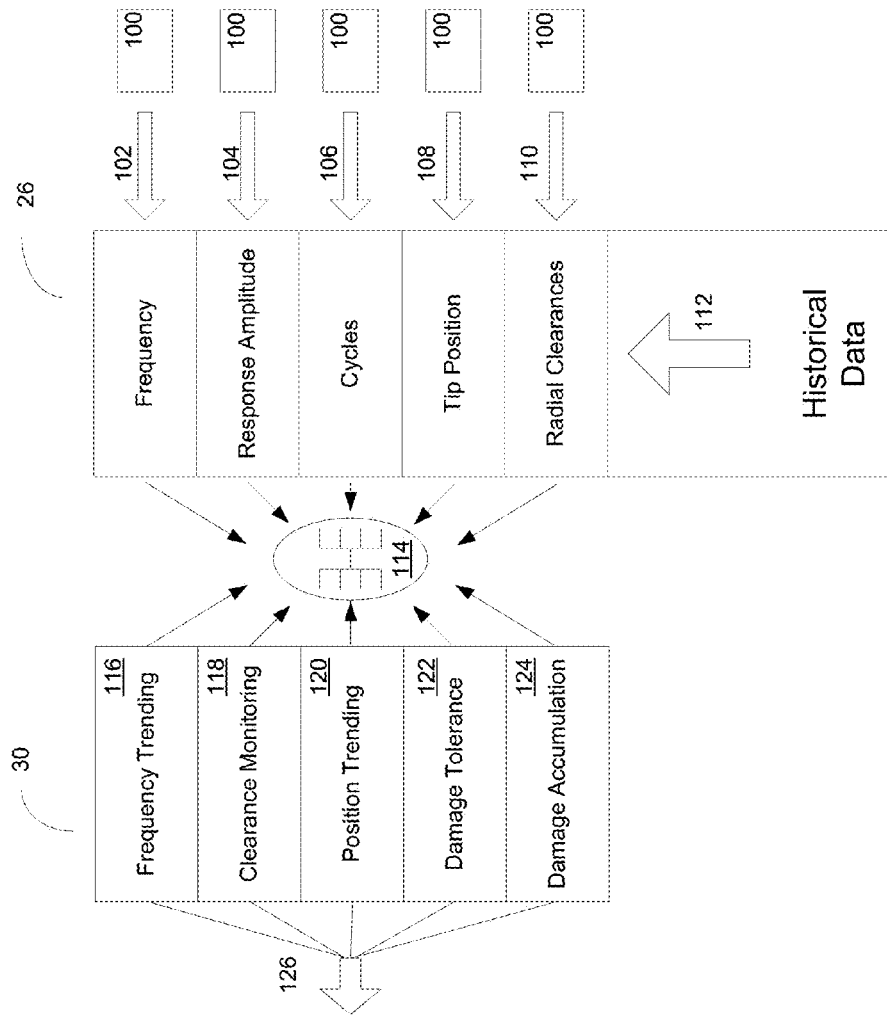 100
100
100
100
100
102
104
106
108
110
26
Frequency
Response Amplitude
Cycles
Tip Position
Radial Clearances
112
Historical
Data
114
30
116
Frequency Trending
118
Clearance Monitoring
120
Position Trending
122
Damage Tolerance
124
Damage Accumulation
126